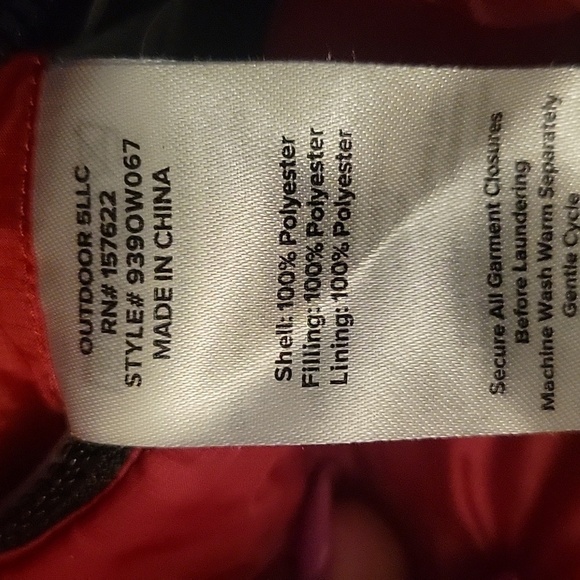 OUTDOOR 5LLC
RN# 157622
STYLE# 939OW067
MADE IN CHINA
Shell: 100% Polyester
Filling: 100% Polyester
Lining: 100% Polyester
Secure All Garment Closures
Before Laundering
Machine Wash Warm Separately
Gentle Cycle